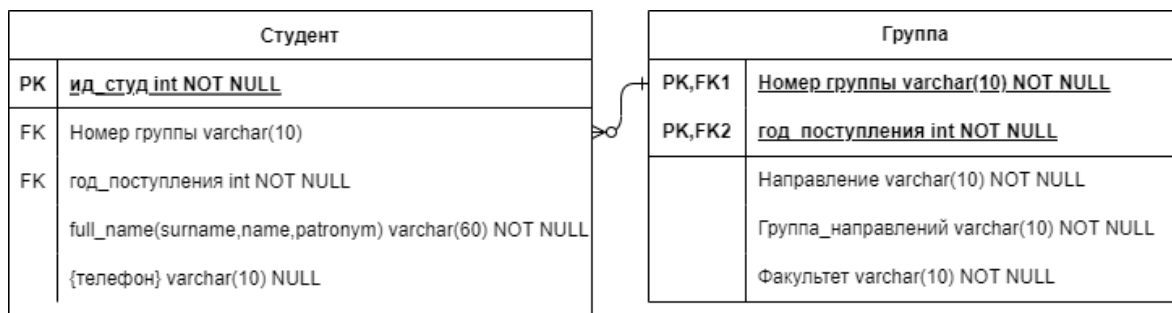 Студент
PK ид_студ int NOT NULL
FK Номер группы varchar(10)
FK год_поступления int NOT NULL
full_name(surname,name,patronym) varchar(60) NOT NULL
{телефон} varchar(10) NULL
Группа
PK,FK1 Номер группы varchar(10) NOT NULL
PK,FK2 год_поступления int NOT NULL
Направление varchar(10) NOT NULL
Группа_направлений varchar(10) NOT NULL
Факультет varchar(10) NOT NULL